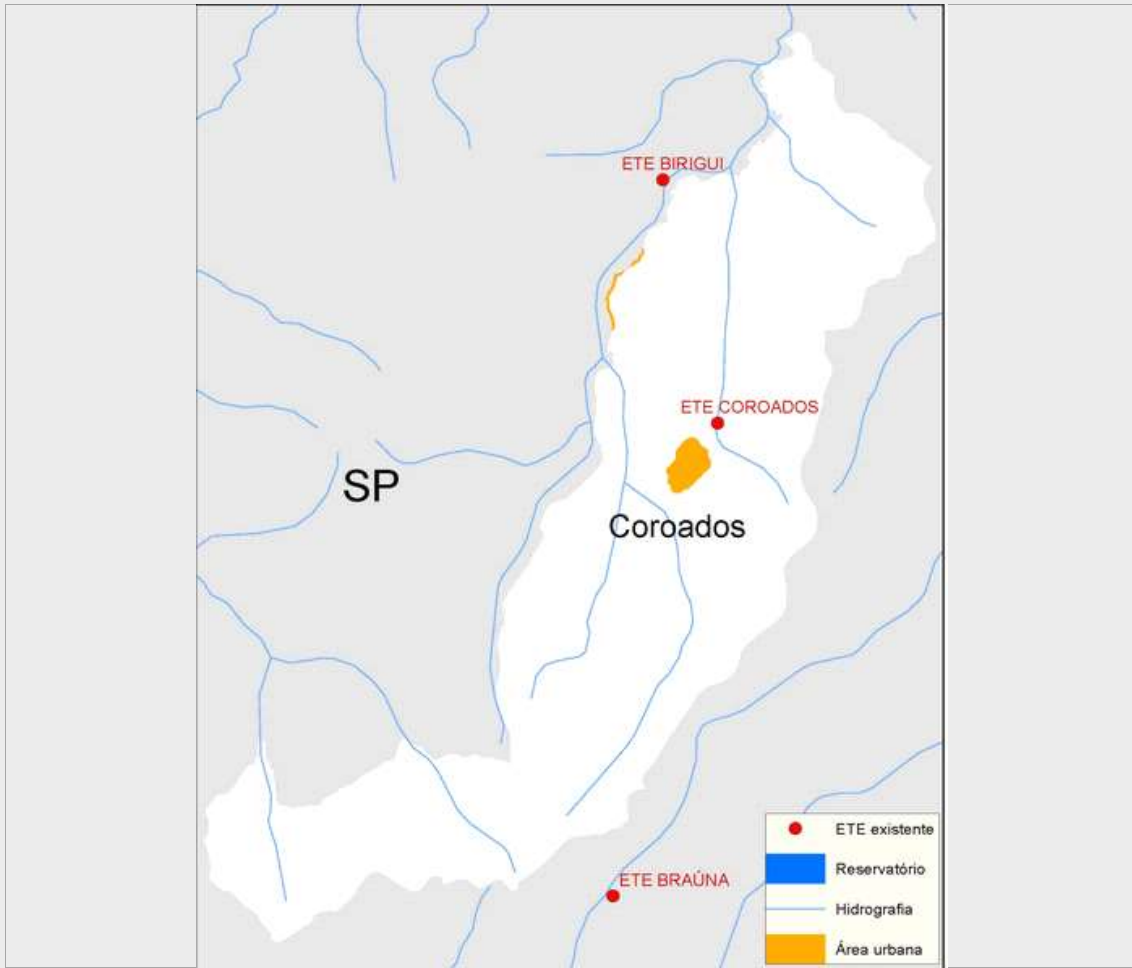 ETE BIRIGUI
ETE COROADOS
SP
Coroados
ETE BRAÚNA
ETE existente
Reservatório
Hidrografia
Área urbana